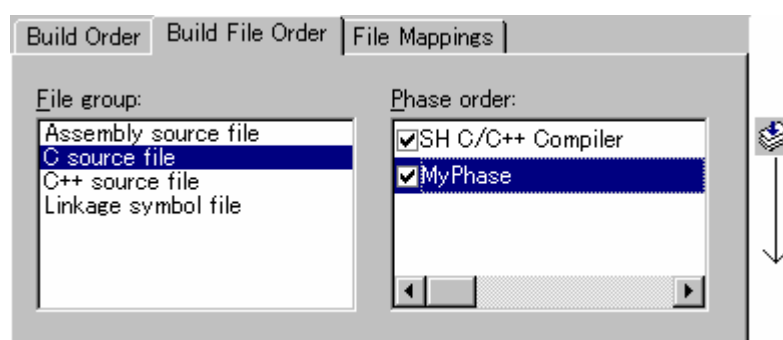 Build Order Build File Order File Mappings
File group:
Assembly source file
C source file
C++ source file
Linkage symbol file
Phase order:
SH C/C++ Compiler
MyPhase